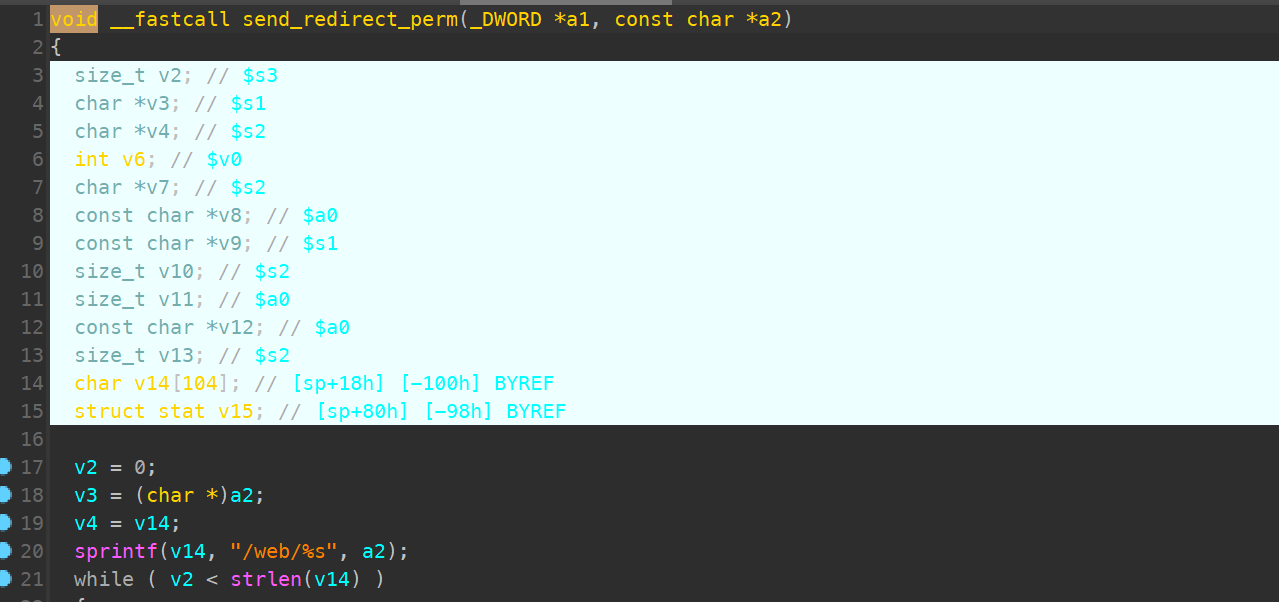 1 void __fastcall send_redirect_perm(_DWORD *a1, const char *a2)
2 {
3 size_t v2; // $s3
4 char *v3; // $s1
5 char *v4; // $s2
6 int v6; // $v0
7 char *v7; // $s2
8 const char *v8; // $a0
9 const char *v9; // $s1
10 size_t v10; // $s2
11 size_t v11; // $a0
12 const char *v12; // $a0
13 size_t v13; // $s2
14 char v14[104]; // [sp+18h] [-100h] BYREF
15 struct stat v15; // [sp+80h] [-98h] BYREF
16
17 v2 = 0;
18 v3 = (char *)a2;
19 v4 = v14;
20 sprintf(v14, "/web/%s", a2);
21 while ( v2 < strlen(v14) )